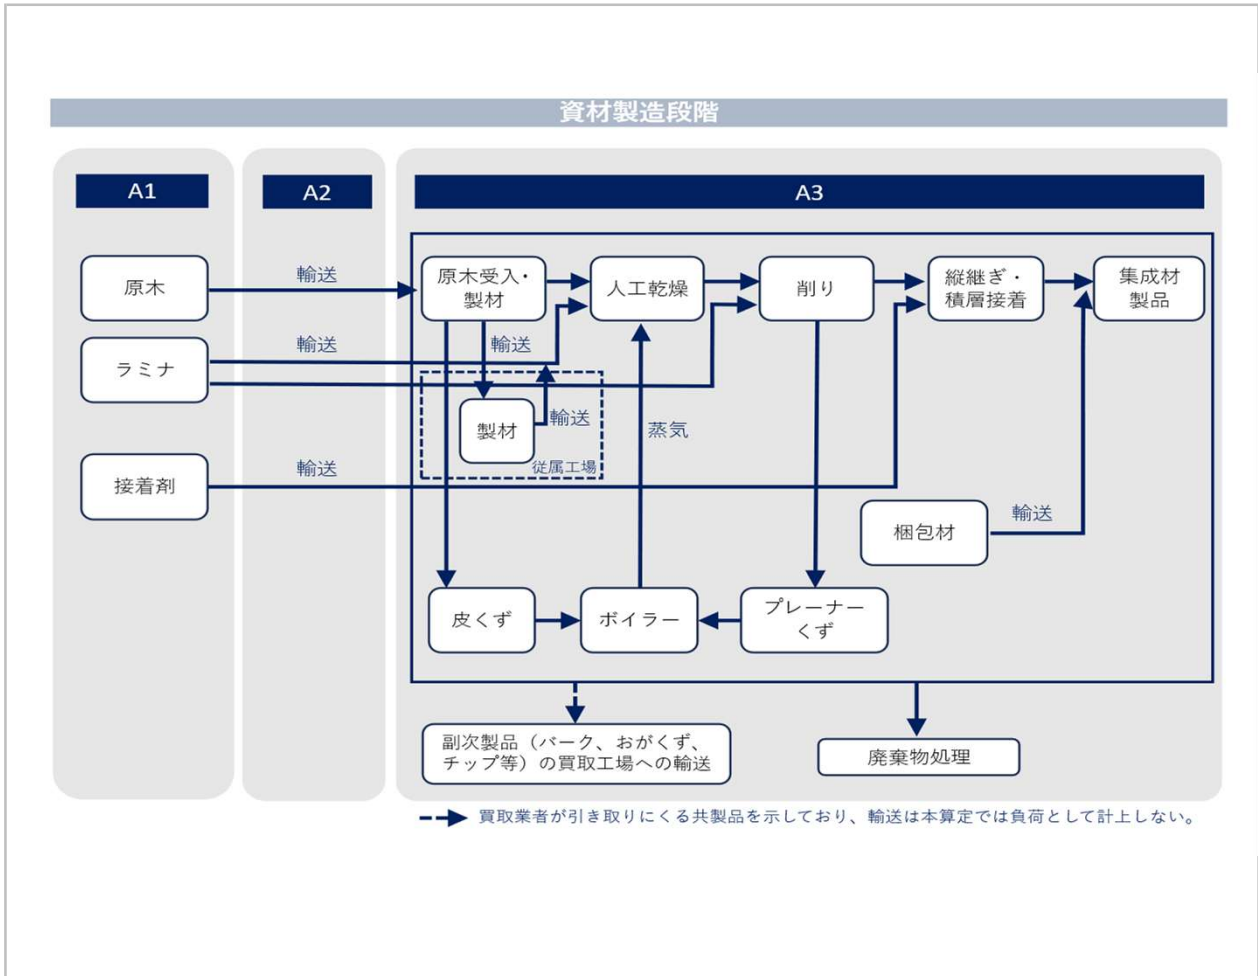 資材製造段階
A1
A2
A3
原木
輸送
原木受入・
製材
人工乾燥
削り
縦継ぎ・
積層接着
集成材
製品
ラミナ
輸送
輸送
製材
輸送
従属工場
蒸気
接着剤
輸送
梱包材
輸送
皮くず
ボイラー
プレーナー
くず
副次製品（バーク、おがくず、
チップ等）の買取工場への輸送
廃棄物処理
買取業者が引き取りにくる共製品を示しており、輸送は本算定では負荷として計上しない。